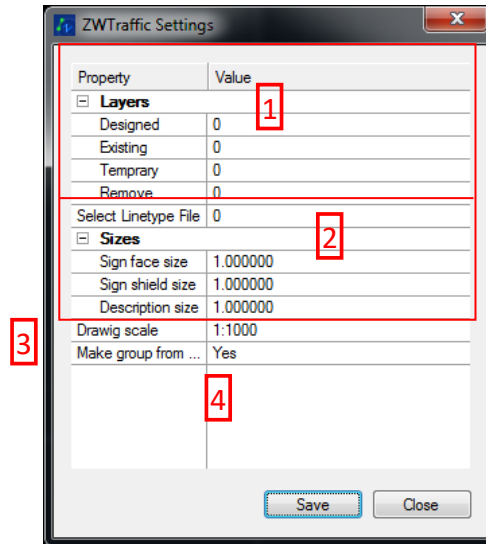 ZWTraffic Settings
Property Value
Layers
1
Designed 0
Existing 0
Temprary 0
Remove 0
Select Linetype File 0
2
Sizes
Sign face size 1.000000
Sign shield size 1.000000
Description size 1.000000
3
Drawig scale 1:1000
Make group from ... Yes
4
Save Close